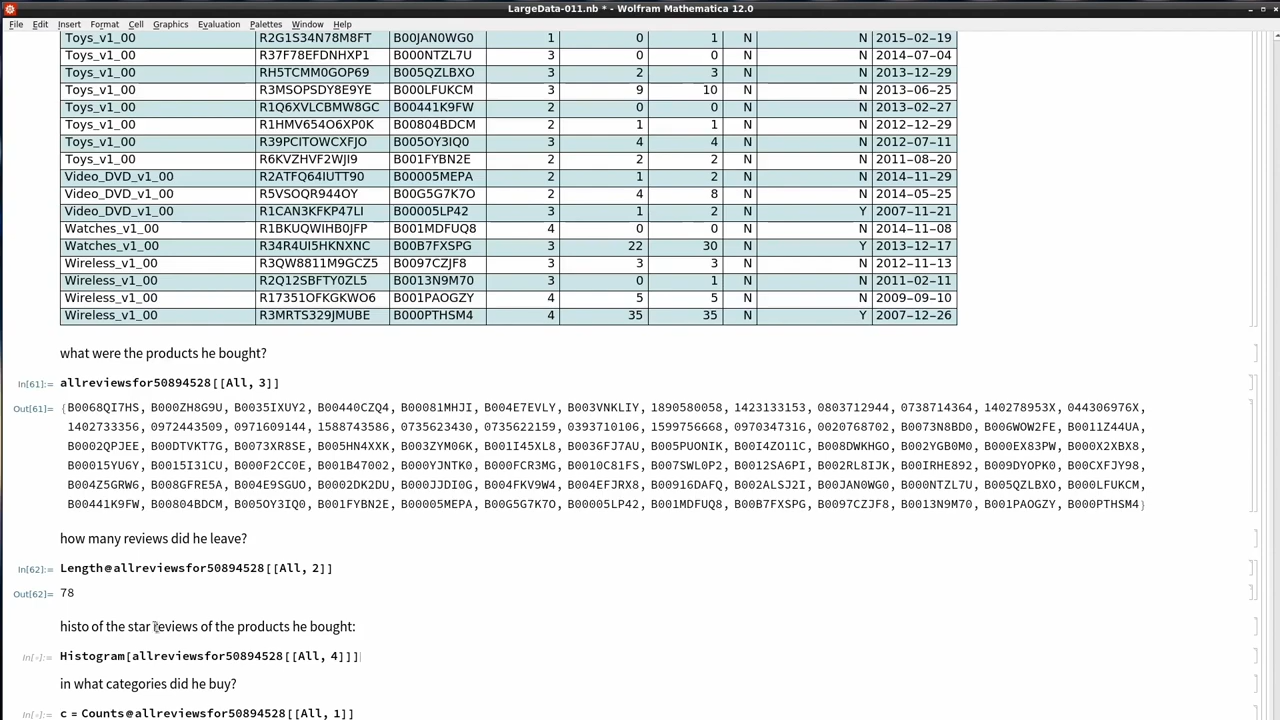 LargeData-011.nb * - Wolfram Mathematica 12.0
File Edit Insert Format Cell Graphics Evaluation Palettes Window Help
Toys_v1_00 R2G1S34N78M8FT B00JAN0WG0 1 0 1 N N 2015-02-19
Toys_v1_00 R37F78EFDNHXP1 B000NTZL7U 3 0 0 N N 2014-07-04
Toys_v1_00 RH5TCMM0GOP69 B005QZLBXO 3 2 3 N N 2013-12-29
Toys_v1_00 R3MSOPSDY8E9YE B000LFUKCM 3 9 10 N N 2013-06-25
Toys_v1_00 R1Q6XVLCBMW8GC B00441K9FW 2 0 0 N N 2013-02-27
Toys_v1_00 R1HMV654O6XP0K B00804BDCM 2 1 1 N N 2012-12-29
Toys_v1_00 R39PCITOWCXFJO B005OY3IQ0 3 4 4 N N 2012-07-11
Toys_v1_00 R6KVZHVF2WJI9 B001FYBN2E 2 2 2 N N 2011-08-20
Video_DVD_v1_00 R2ATFQ64IUTT90 B00005MEPA 2 1 2 N N 2014-11-29
Video_DVD_v1_00 R5VSOQR944OY B00G5G7K7O 2 4 8 N N 2014-05-25
Video_DVD_v1_00 R1CAN3KFKP47LI B00005LP42 3 1 2 N Y 2007-11-21
Watches_v1_00 R1BKUQWIHB0JFP B001MDFUQ8 4 0 0 N N 2014-11-08
Watches_v1_00 R34R4UI5HKNXNC B00B7FXSPG 3 22 30 N Y 2013-12-17
Wireless_v1_00 R3QW8811M9GCZ5 B0097CZJF8 3 3 3 N N 2012-11-13
Wireless_v1_00 R2Q12SBFTY0ZL5 B0013N9M70 3 0 1 N N 2011-02-11
Wireless_v1_00 R17351OFKGKWO6 B001PAOGZY 4 5 5 N N 2009-09-10
Wireless_v1_00 R3MRTS329JMUBE B000PTHSM4 4 35 35 N Y 2007-12-26
what were the products he bought?
In[61]:= allreviewsfor50894528[[All, 3]]
Out[61]= {B0068QI7HS, B000ZH8G9U, B0035IXUY2, B00440CZQ4, B00081MHJI, B004E7EVLY, B003VNKLIY, 1890580058, 1423133153, 0803712944, 0738714364, 140278953X, 044306976X,
1402733356, 0972443509, 0971609144, 1588743586, 0735623430, 0735622159, 0393710106, 1599756668, 0970347316, 0020768702, B0073N8BD0, B006WOW2FE, B0011Z44UA,
B0002QPJEE, B00DTVKT7G, B0073XR8SE, B005HN4XXK, B003ZYM06K, B001I45XL8, B0036FJ7AU, B005PUONIK, B00I4ZO11C, B008DWKHGO, B002YGB0M0, B000EX83PW, B000X2XBX8,
B00015YU6Y, B0015I31CU, B000F2CC0E, B001B47002, B000YJNTK0, B000FCR3MG, B0010C81FS, B007SWL0P2, B0012SA6PI, B002RL8IJK, B00IRHE892, B009DYOPK0, B00CXFJY98,
B004Z5GRW6, B008GFRE5A, B004E9SGUO, B0002DK2DU, B000JJDI0G, B004FKV9W4, B004EFJRX8, B00916DAFQ, B002ALSJ2I, B00JAN0WG0, B000NTZL7U, B005QZLBXO, B000LFUKCM,
B00441K9FW, B00804BDCM, B005OY3IQ0, B001FYBN2E, B00005MEPA, B00G5G7K7O, B00005LP42, B001MDFUQ8, B00B7FXSPG, B0097CZJF8, B0013N9M70, B001PAOGZY, B000PTHSM4}
how many reviews did he leave?
In[62]:= Length@allreviewsfor50894528[[All, 2]]
Out[62]= 78
histo of the star reviews of the products he bought:
In[•]:= Histogram[allreviewsfor50894528[[All, 4]]]
in what categories did he buy?
In[•]:= c = Counts@allreviewsfor50894528[[All, 1]]